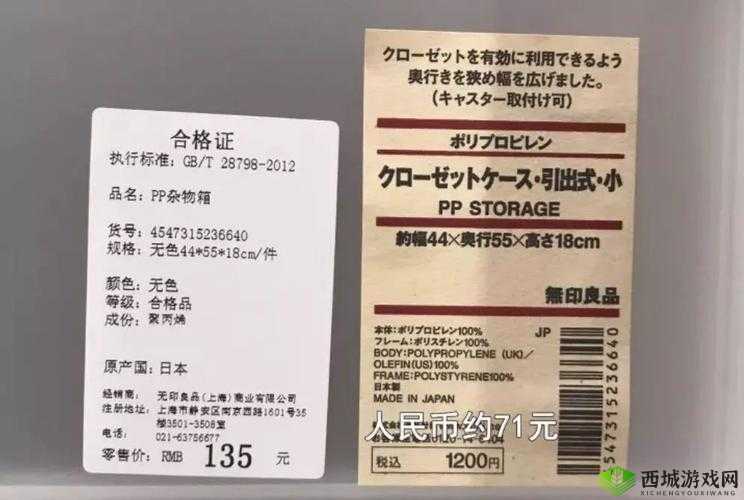 合格证
执行标准: GB/T 28798-2012
品名: PP杂物箱
货号: 4547315236640
规格: 无色44*55*18cm/件
颜色: 无色
等级: 合格品
成份: 聚丙烯
原产国: 日本
经销商: 无印良品(上海)商业有限公司
注册地址: 上海市静安区南京西路1601号35
楼3501-3508室
电话: 021-63756677
零售价: RMB 135 元
クローゼットを有効に利用できるよう
奥行きを狭め幅を広げました。
(キャスター取付け可)
ポリプロピレン
クローゼットケース・引出式・小
PP STORAGE
約幅44×奥行55×高さ18cm
無印良品
本体:ポリプロピレン100%
フレーム:ポリスチレン100%
BODY:POLYPROPYLENE (UK)/
OLEFIN(US)100%
FRAME:POLYSTYRENE100%
日本製
MADE IN JAPAN
JP
4547315236640
人民币约71元
税込 1200円
西城游戏网
XICHENGYOUXIWANG